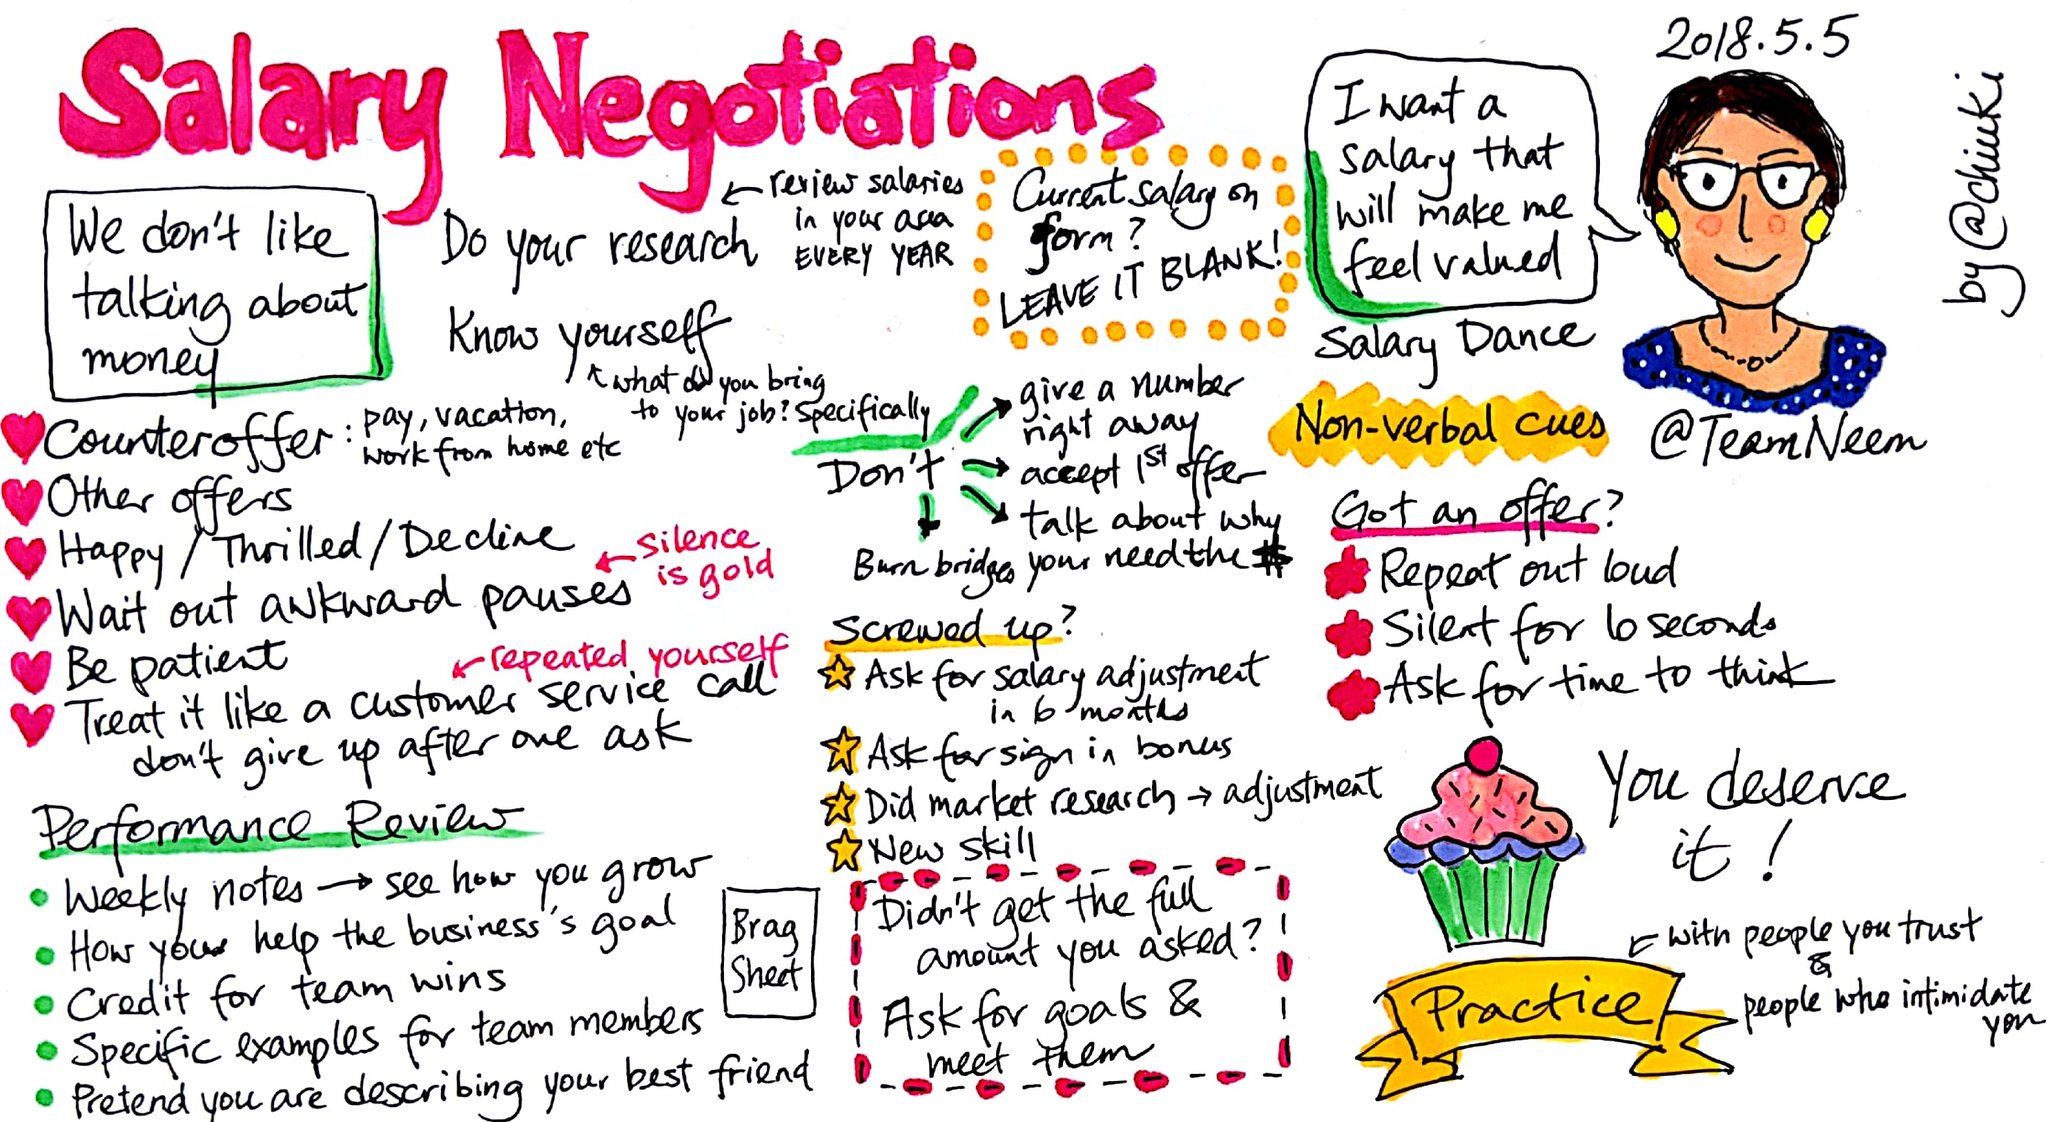 Salary Negotiations
2018.5.5
by @chiuki
We don't like
talking about
money
Do your research
← review salaries
in your area
EVERY YEAR
Know yourself
↖ what do you bring
to your job? Specifically
Current salary on
form?
LEAVE IT BLANK!
I want a
salary that
will make me
feel valued
Salary Dance
@TeamNeem
Non-verbal cues
Counteroffer: pay, vacation,
work from home etc
Other offers
Happy / Thrilled / Decline
Wait out awkward pauses
← silence
is gold
Be patient
Treat it like a customer service call
← repeated yourself
don't give up after one ask
Don't
give a number
right away
accept 1st offer
talk about why
your need the $
Burn bridges
Got an offer?
Repeat out loud
Silent for 10 seconds
Ask for time to think
Screwed up?
Ask for salary adjustment
in 6 months
Ask for sign in bonus
Did market research → adjustment
New skill
Performance Review
Weekly notes → see how you grow
How your help the business's goal
Credit for team wins
Specific examples for team members
Pretend you are describing your best friend
Brag
Sheet
Didn't get the full
amount you asked?
Ask for goals &
meet them
You deserve
it!
Practice
← with people you trust
&
people who intimidate
you